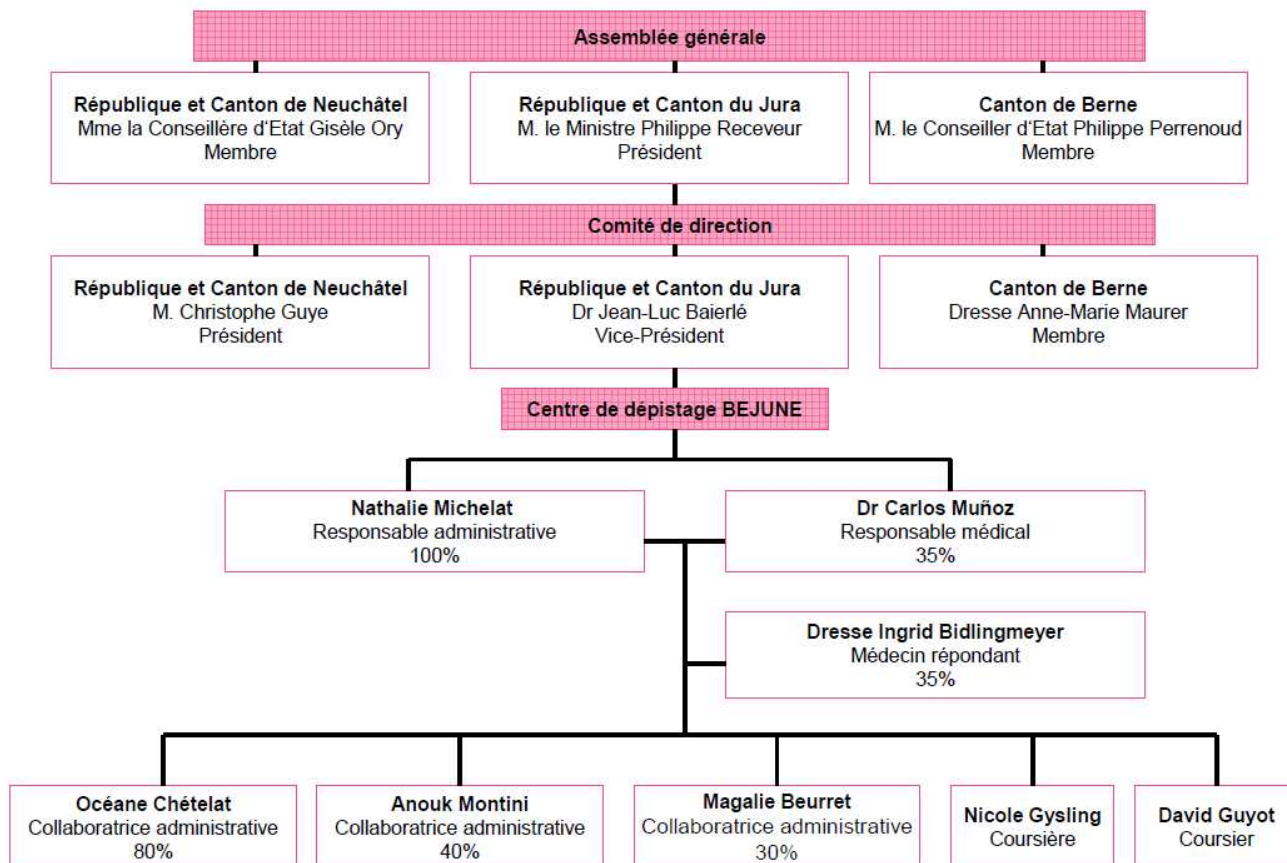 Assemblée générale
République et Canton de Neuchâtel
Mme la Conseillère d'Etat Gisèle Ory
Membre
République et Canton du Jura
M. le Ministre Philippe Receveur
Président
Canton de Berne
M. le Conseiller d'Etat Philippe Perrenoud
Membre
Comité de direction
République et Canton de Neuchâtel
M. Christophe Guye
Président
République et Canton du Jura
Dr Jean-Luc Baierlé
Vice-Président
Canton de Berne
Dresse Anne-Marie Maurer
Membre
Centre de dépistage BEJUNE
Nathalie Michelat
Responsable administrative
100%
Dr Carlos Muñoz
Responsable médical
35%
Dresse Ingrid Bidlingmeyer
Médecin répondant
35%
Océane Chételat
Collaboratrice administrative
80%
Anouk Montini
Collaboratrice administrative
40%
Magalie Beurret
Collaboratrice administrative
30%
Nicole Gysling
Coursière
David Guyot
Coursier